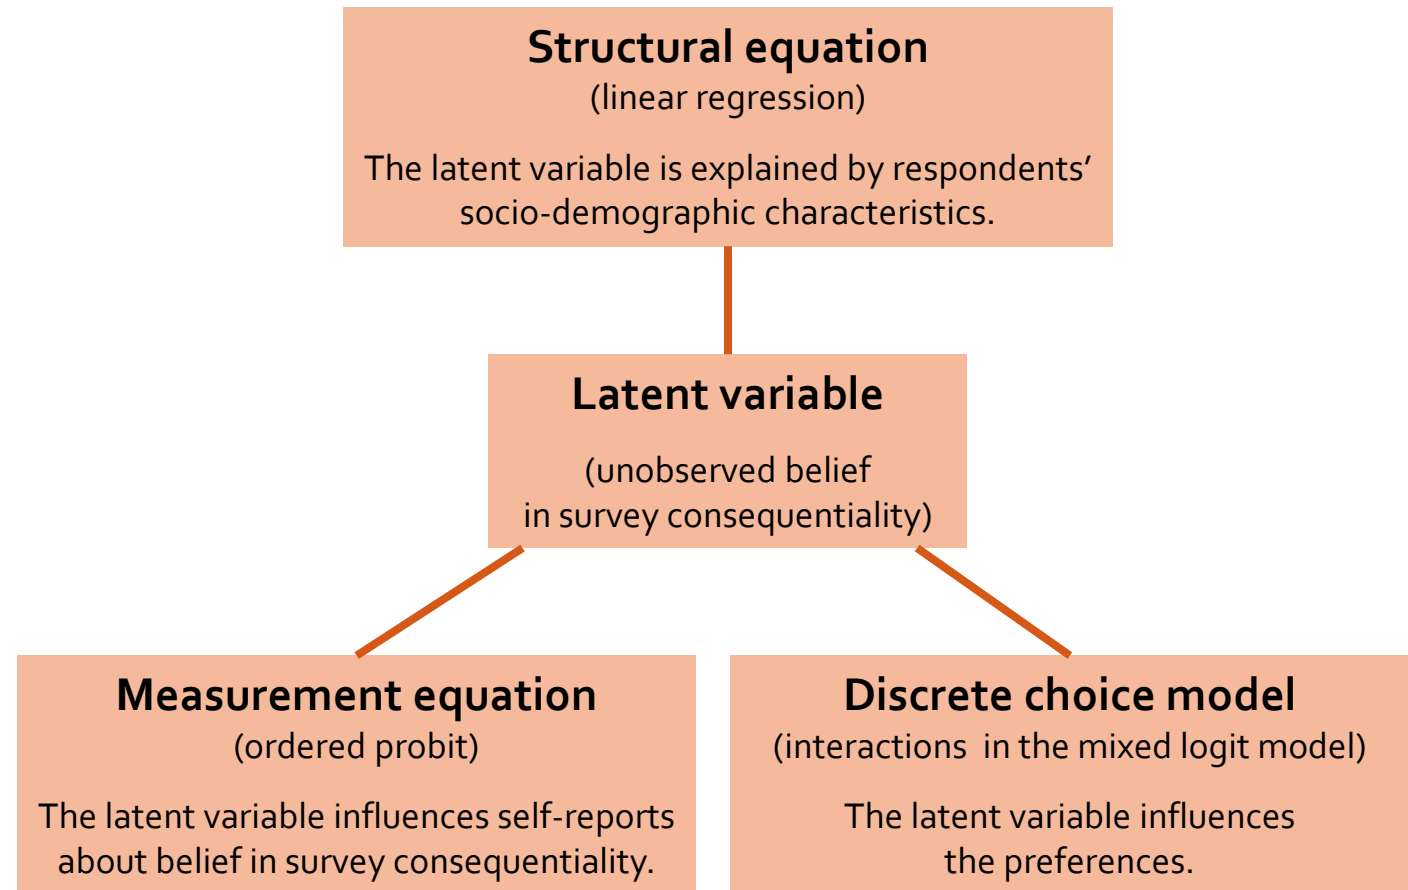 Structural equation
(linear regression)
The latent variable is explained by respondents’
socio-demographic characteristics.
Latent variable
(unobserved belief
in survey consequentiality)
Measurement equation
(ordered probit)
The latent variable influences self-reports
about belief in survey consequentiality.
Discrete choice model
(interactions  in the mixed logit model)
The latent variable influences
the preferences.